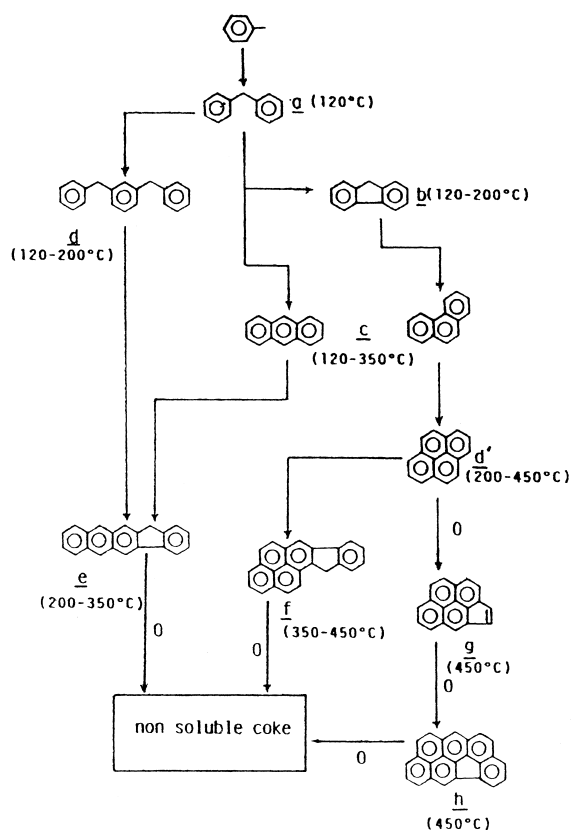 a (120°C)
b (120-200°C)
d
(120-200°C)
c
(120-350°C)
d'
(200-450°C)
0
e
(200-350°C)
f
(350-450°C)
g
(450°C)
0
0
0
non soluble coke
0
h
(450°C)